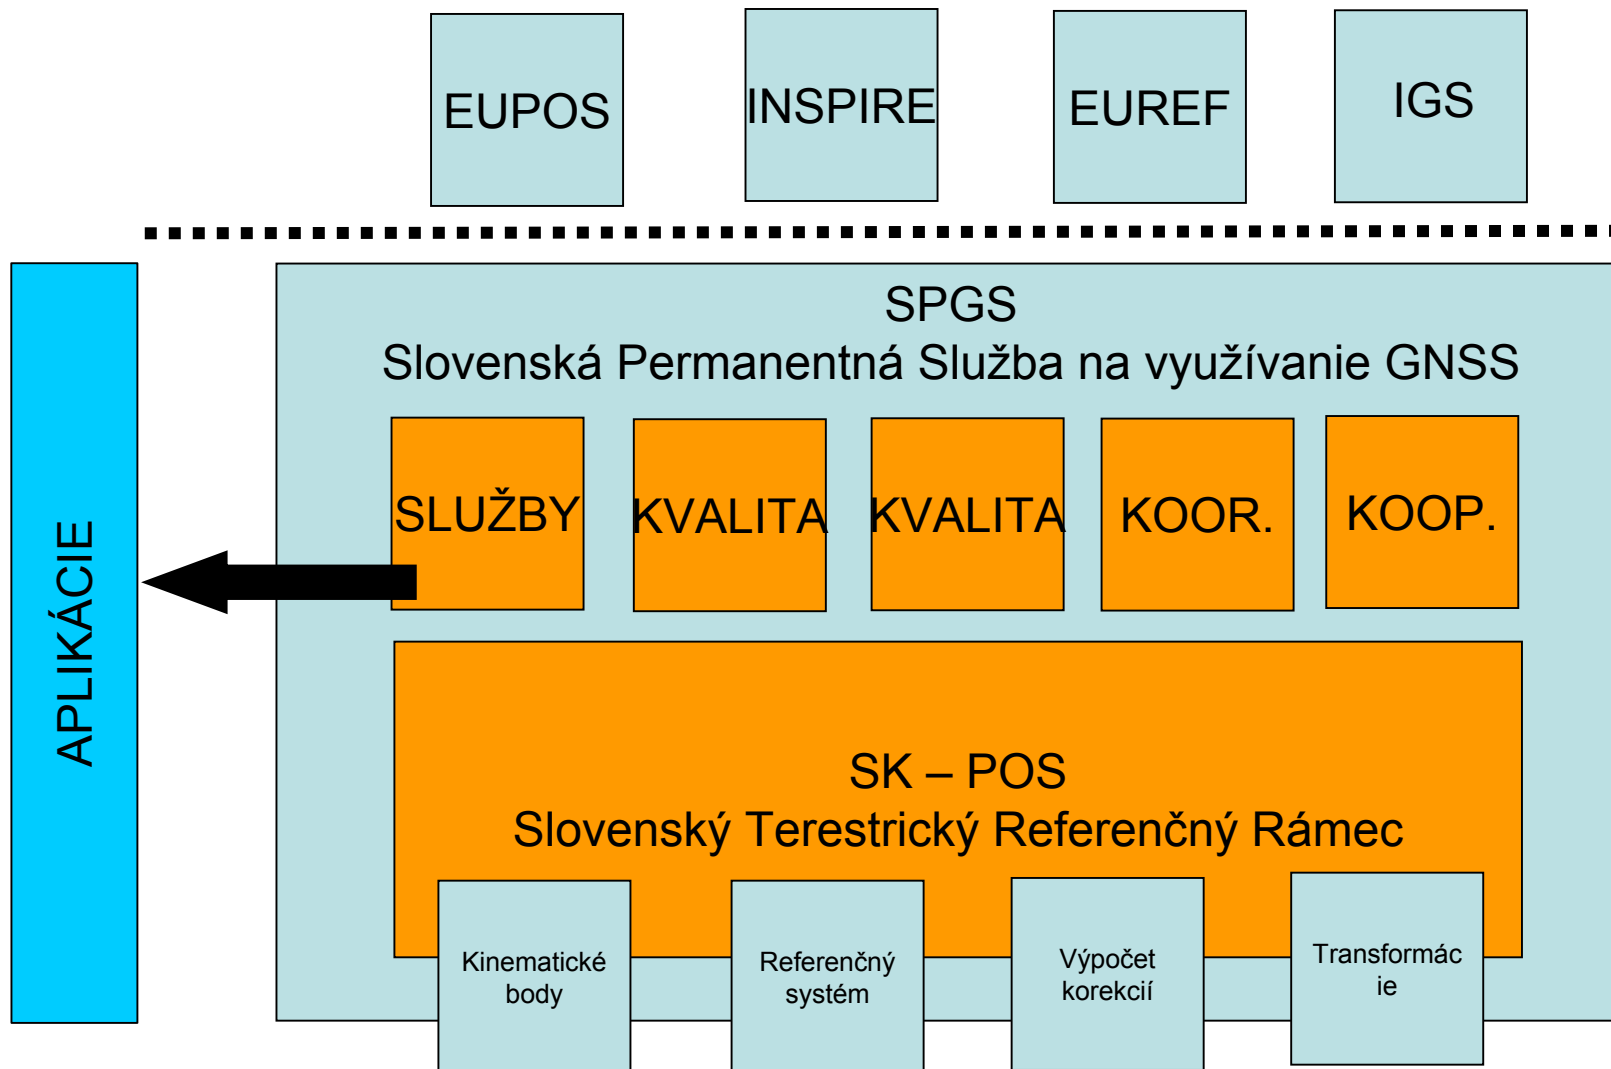 EUPOS
INSPIRE
EUREF
IGS
SPGS
Slovenská Permanentná Služba na využívanie GNSS
SLUŽBY
KVALITA
KVALITA
KOOR.
KOOP.
APLIKÁCIE
SK – POS
Slovenský Terestrický Referenčný Rámec
Kinematické
body
Referenčný
systém
Výpočet
korekcií
Transformác
ie